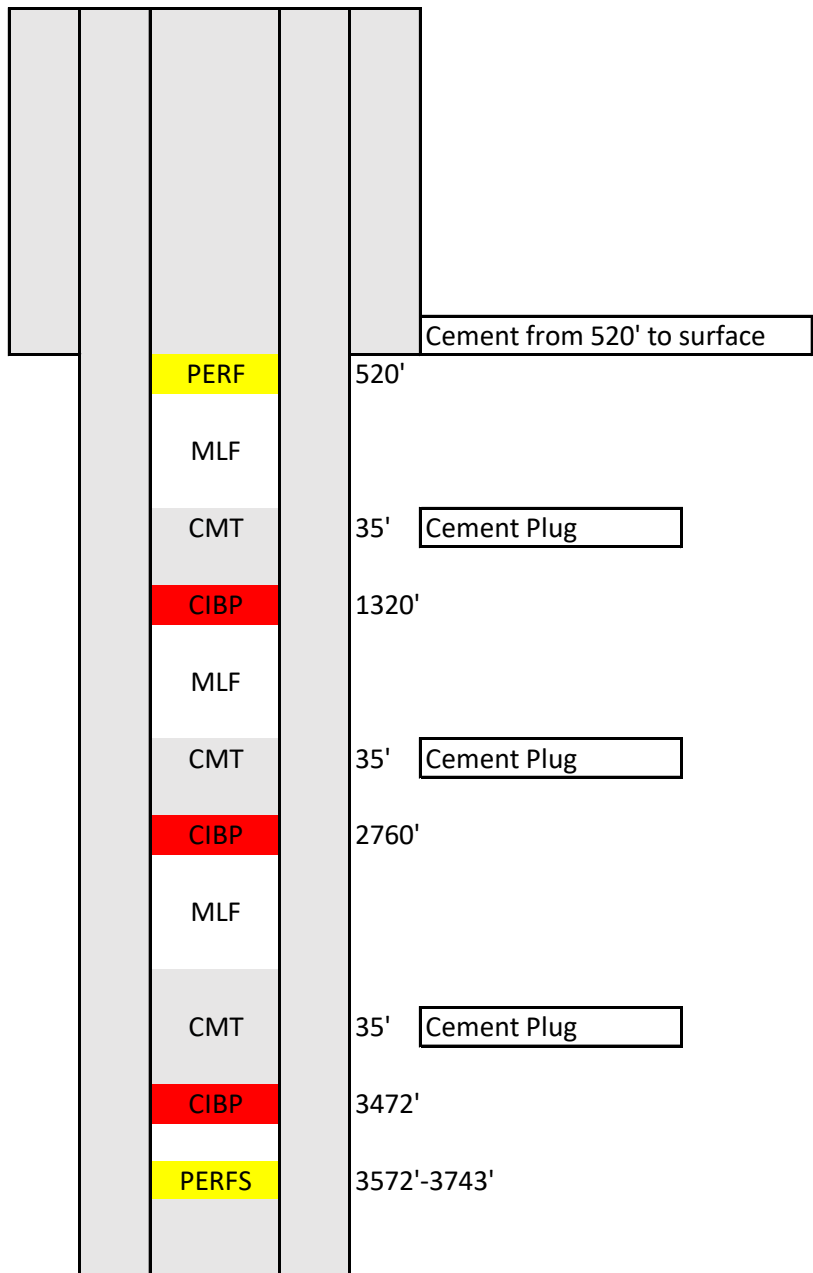 Cement from 520' to surface
PERF 520'
MLF
CMT 35' Cement Plug
CIBP 1320'
MLF
CMT 35' Cement Plug
CIBP 2760'
MLF
CMT 35' Cement Plug
CIBP 3472'
PERFS 3572'-3743'